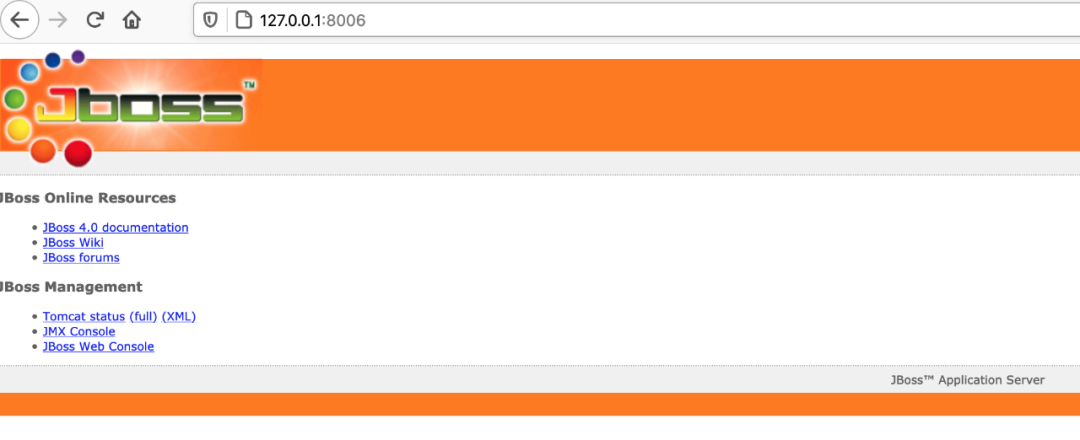 127.0.0.1:8006
Jboss™
JBoss Online Resources
JBoss 4.0 documentation
JBoss Wiki
JBoss forums
JBoss Management
Tomcat status (full) (XML)
JMX Console
JBoss Web Console
JBoss™ Application Server